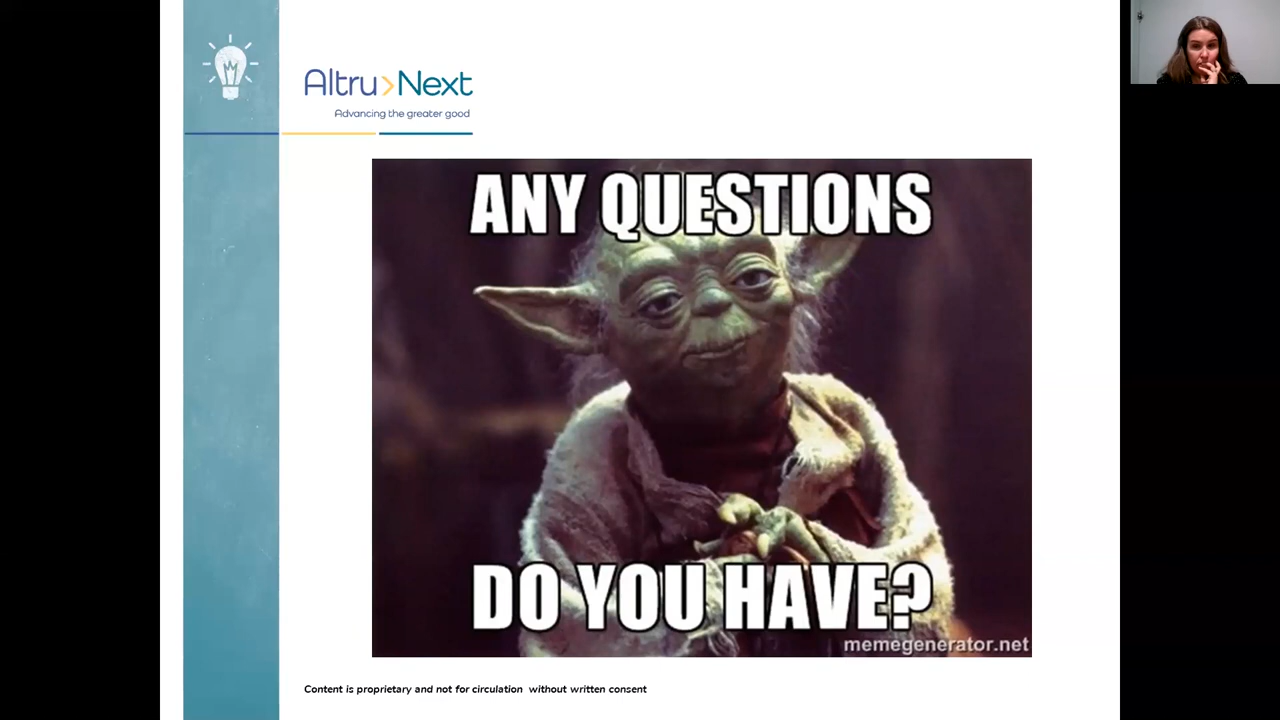 Altru>Next
Advancing the greater good
ANY QUESTIONS
DO YOU HAVE?
memegenerator.net
Content is proprietary and not for circulation without written consent